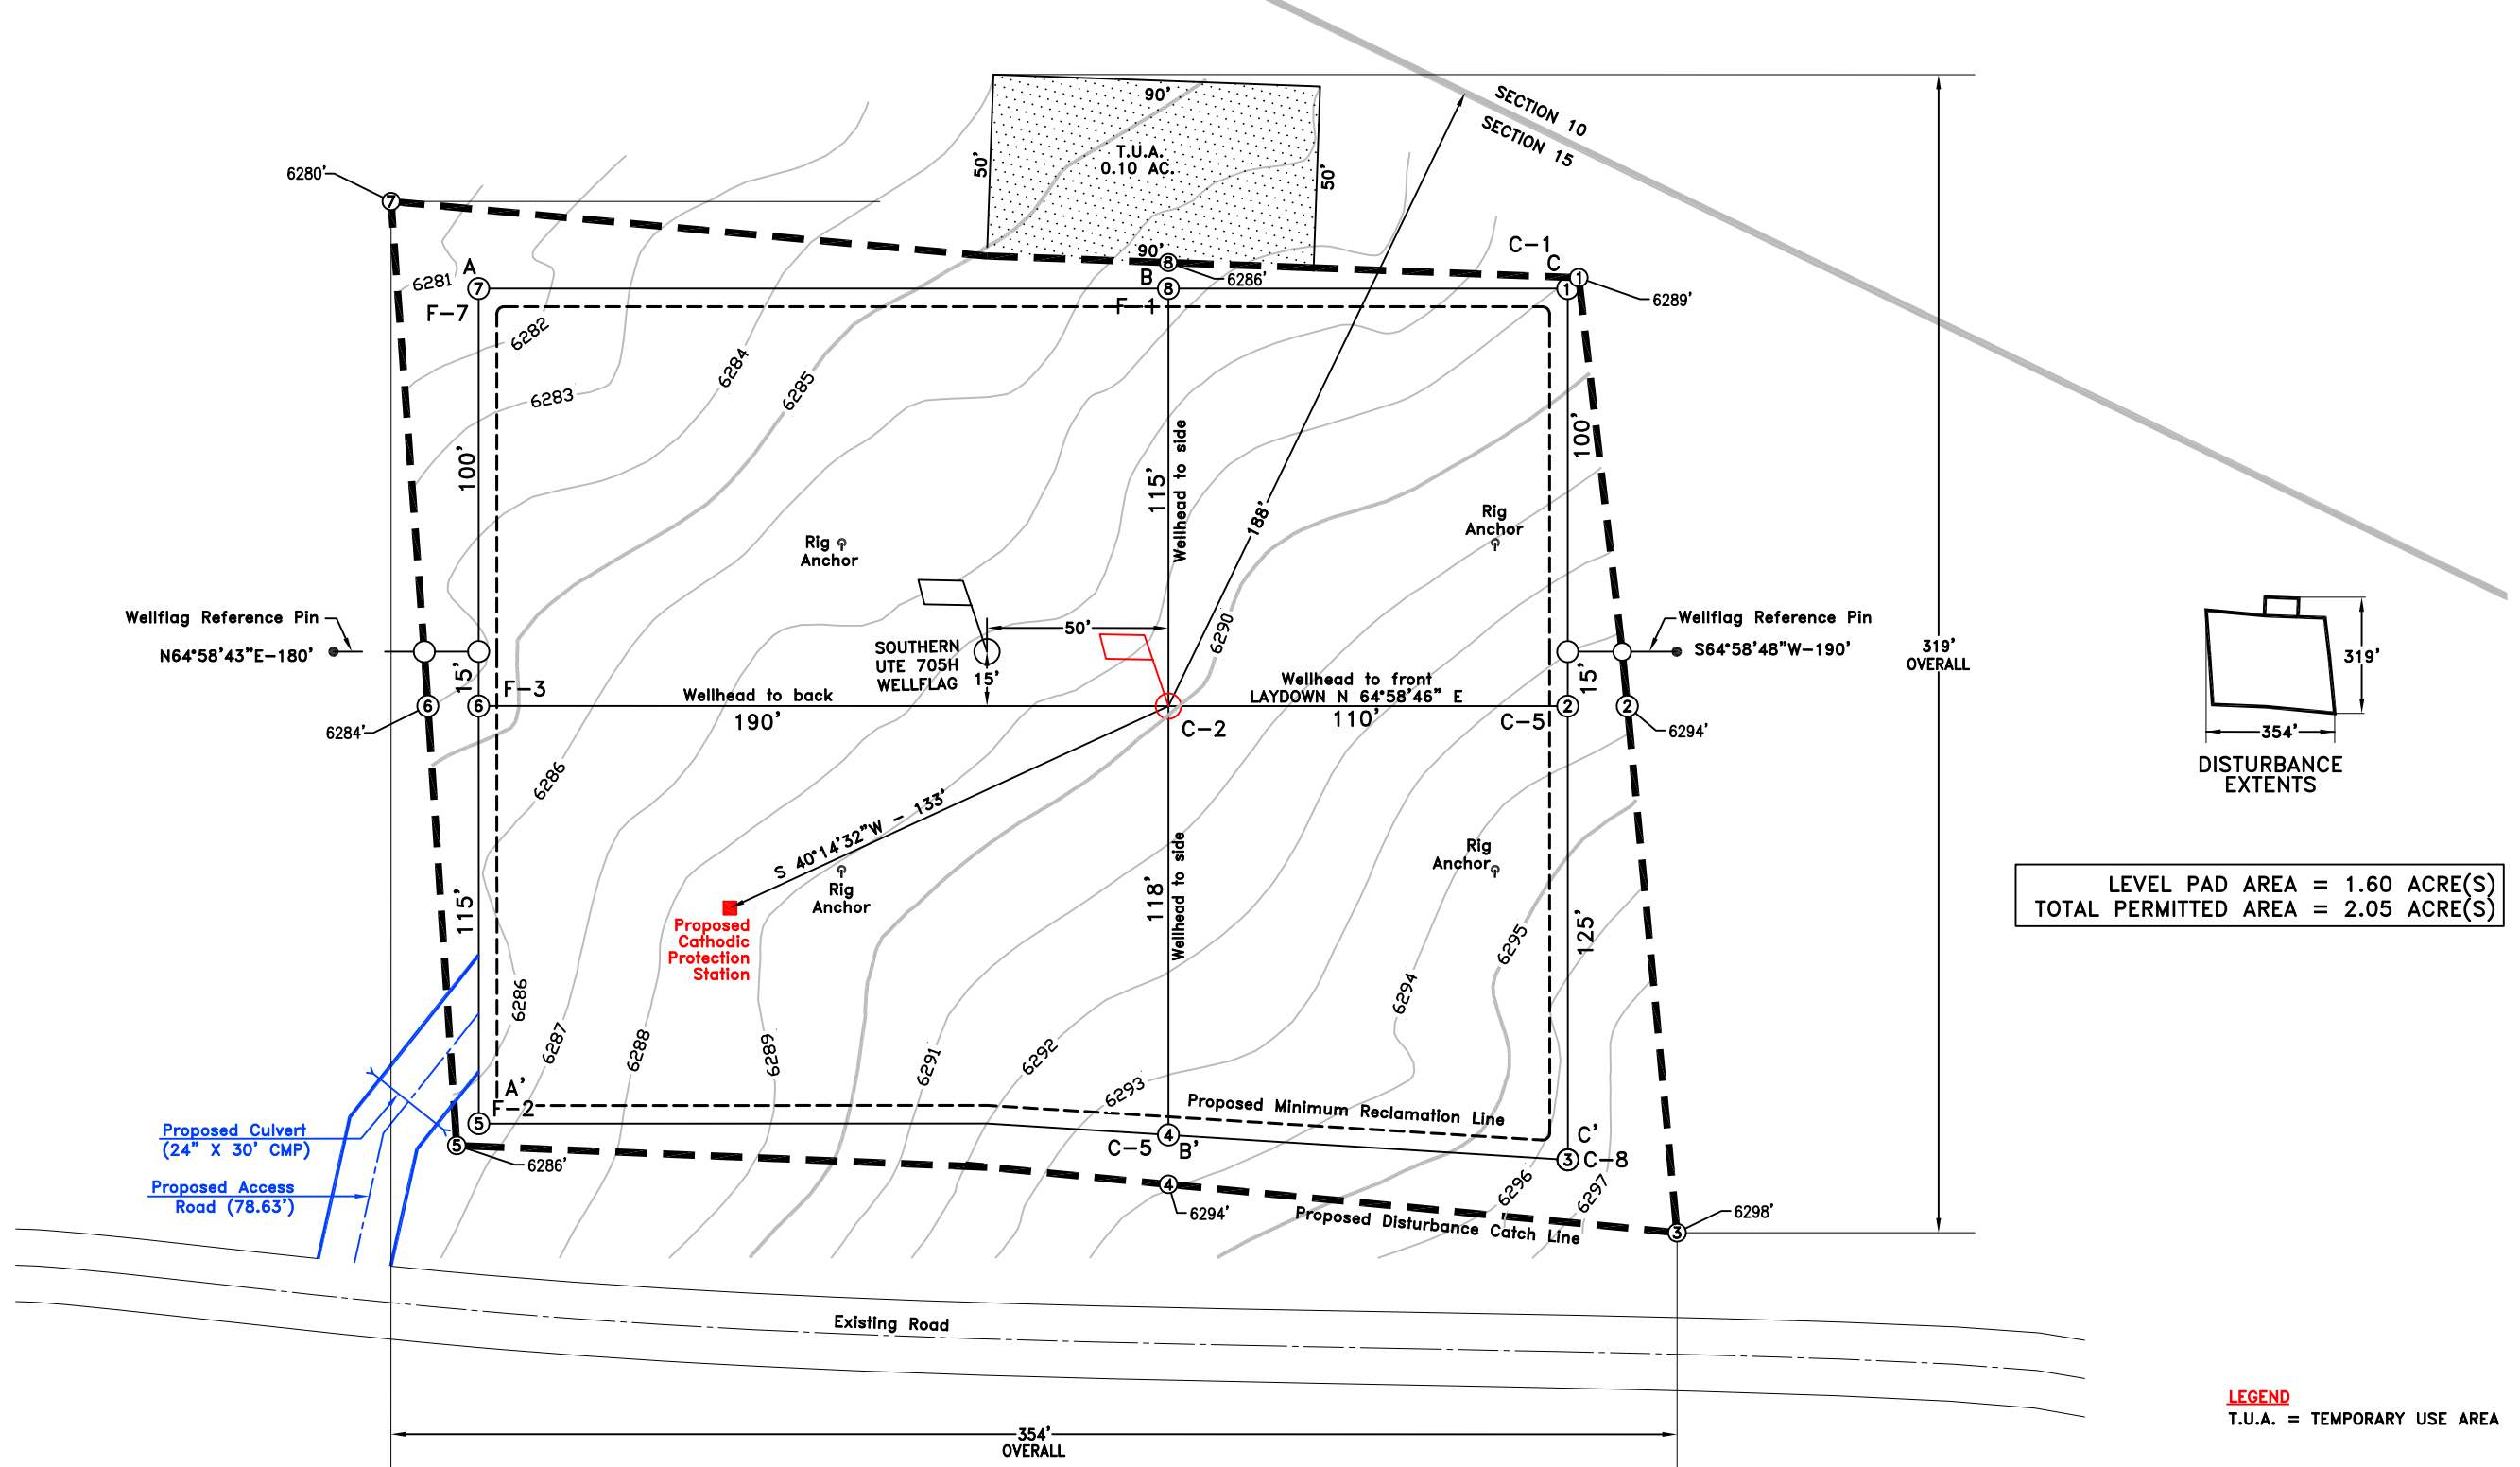 SECTION 10
SECTION 15
90'
50'
T.U.A.
0.10 AC.
50'
90'
6280'
7
C-1
C
1
6289'
A
6281
7
F-7
B
8
6286'
8
F-1
1
6282
6283
6284
6285
100'
115'
Wellhead to side
188'
100'
Rig
Anchor
Rig
Anchor
Wellflag Reference Pin
N64°58'43"E-180'
15'
F-3
6
6
6284'
SOUTHERN
UTE 705H
WELLFLAG
50'
15'
6290
Wellhead to back
190'
Wellhead to front
LAYDOWN N 64°58'46" E
110'
C-2
C-5
2
2
15'
Wellflag Reference Pin
S64°58'48"W-190'
6294'
319'
OVERALL
319'
354'
DISTURBANCE
EXTENTS
LEVEL PAD AREA = 1.60 ACRE(S)
TOTAL PERMITTED AREA = 2.05 ACRE(S)
6286
S 40°14'32"W - 133'
118'
Wellhead to side
Rig
Anchor
Rig
Anchor
115'
125'
Proposed
Cathodic
Protection
Station
6286
6287
6288
6289
6291
6292
6293
6294
6295
6296
6297
A'
F-2
5
5
6286'
Proposed Minimum Reclamation Line
C-5
4
B'
C'
3
C-8
4
6294'
Proposed Disturbance Catch Line
3
6298'
Proposed Culvert
(24" X 30' CMP)
Proposed Access
Road (78.63')
Existing Road
354'
OVERALL
LEGEND
T.U.A. = TEMPORARY USE AREA